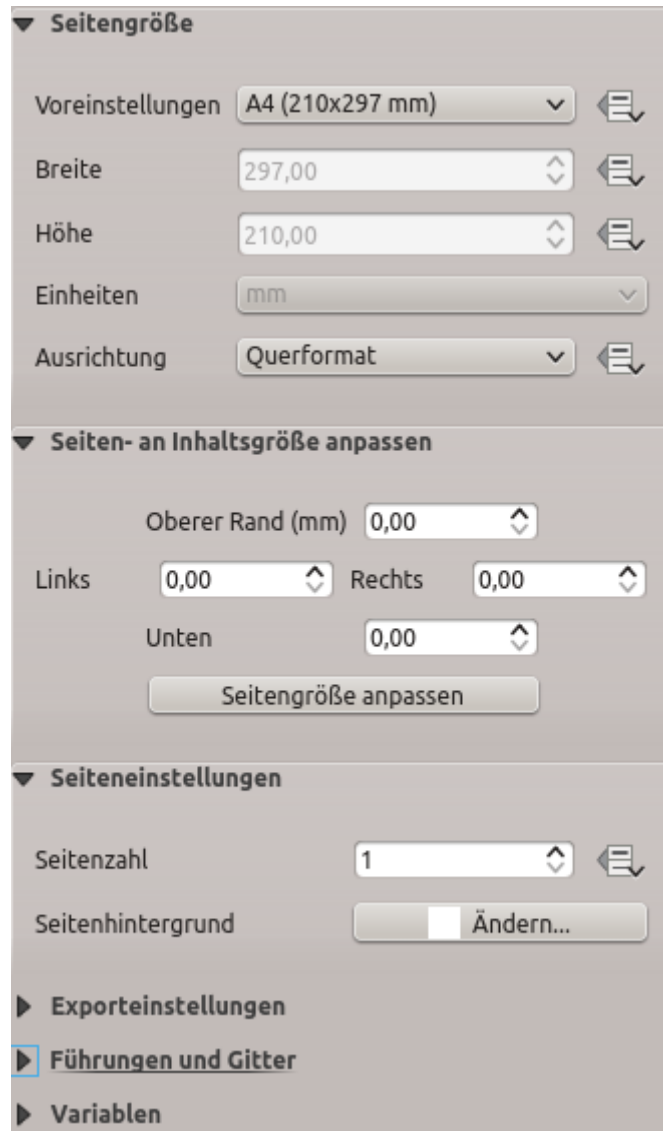 Seitengröße
Voreinstellungen A4 (210x297 mm)
Breite 297,00
Höhe 210,00
Einheiten mm
Ausrichtung Querformat
Seiten- an Inhaltsgröße anpassen
Oberer Rand (mm) 0,00
Links 0,00 Rechts 0,00
Unten 0,00
Seitengröße anpassen
Seiteneinstellungen
Seitenzahl 1
Seitenhintergrund Ändern...
Exporteinstellungen
Führungen und Gitter
Variablen